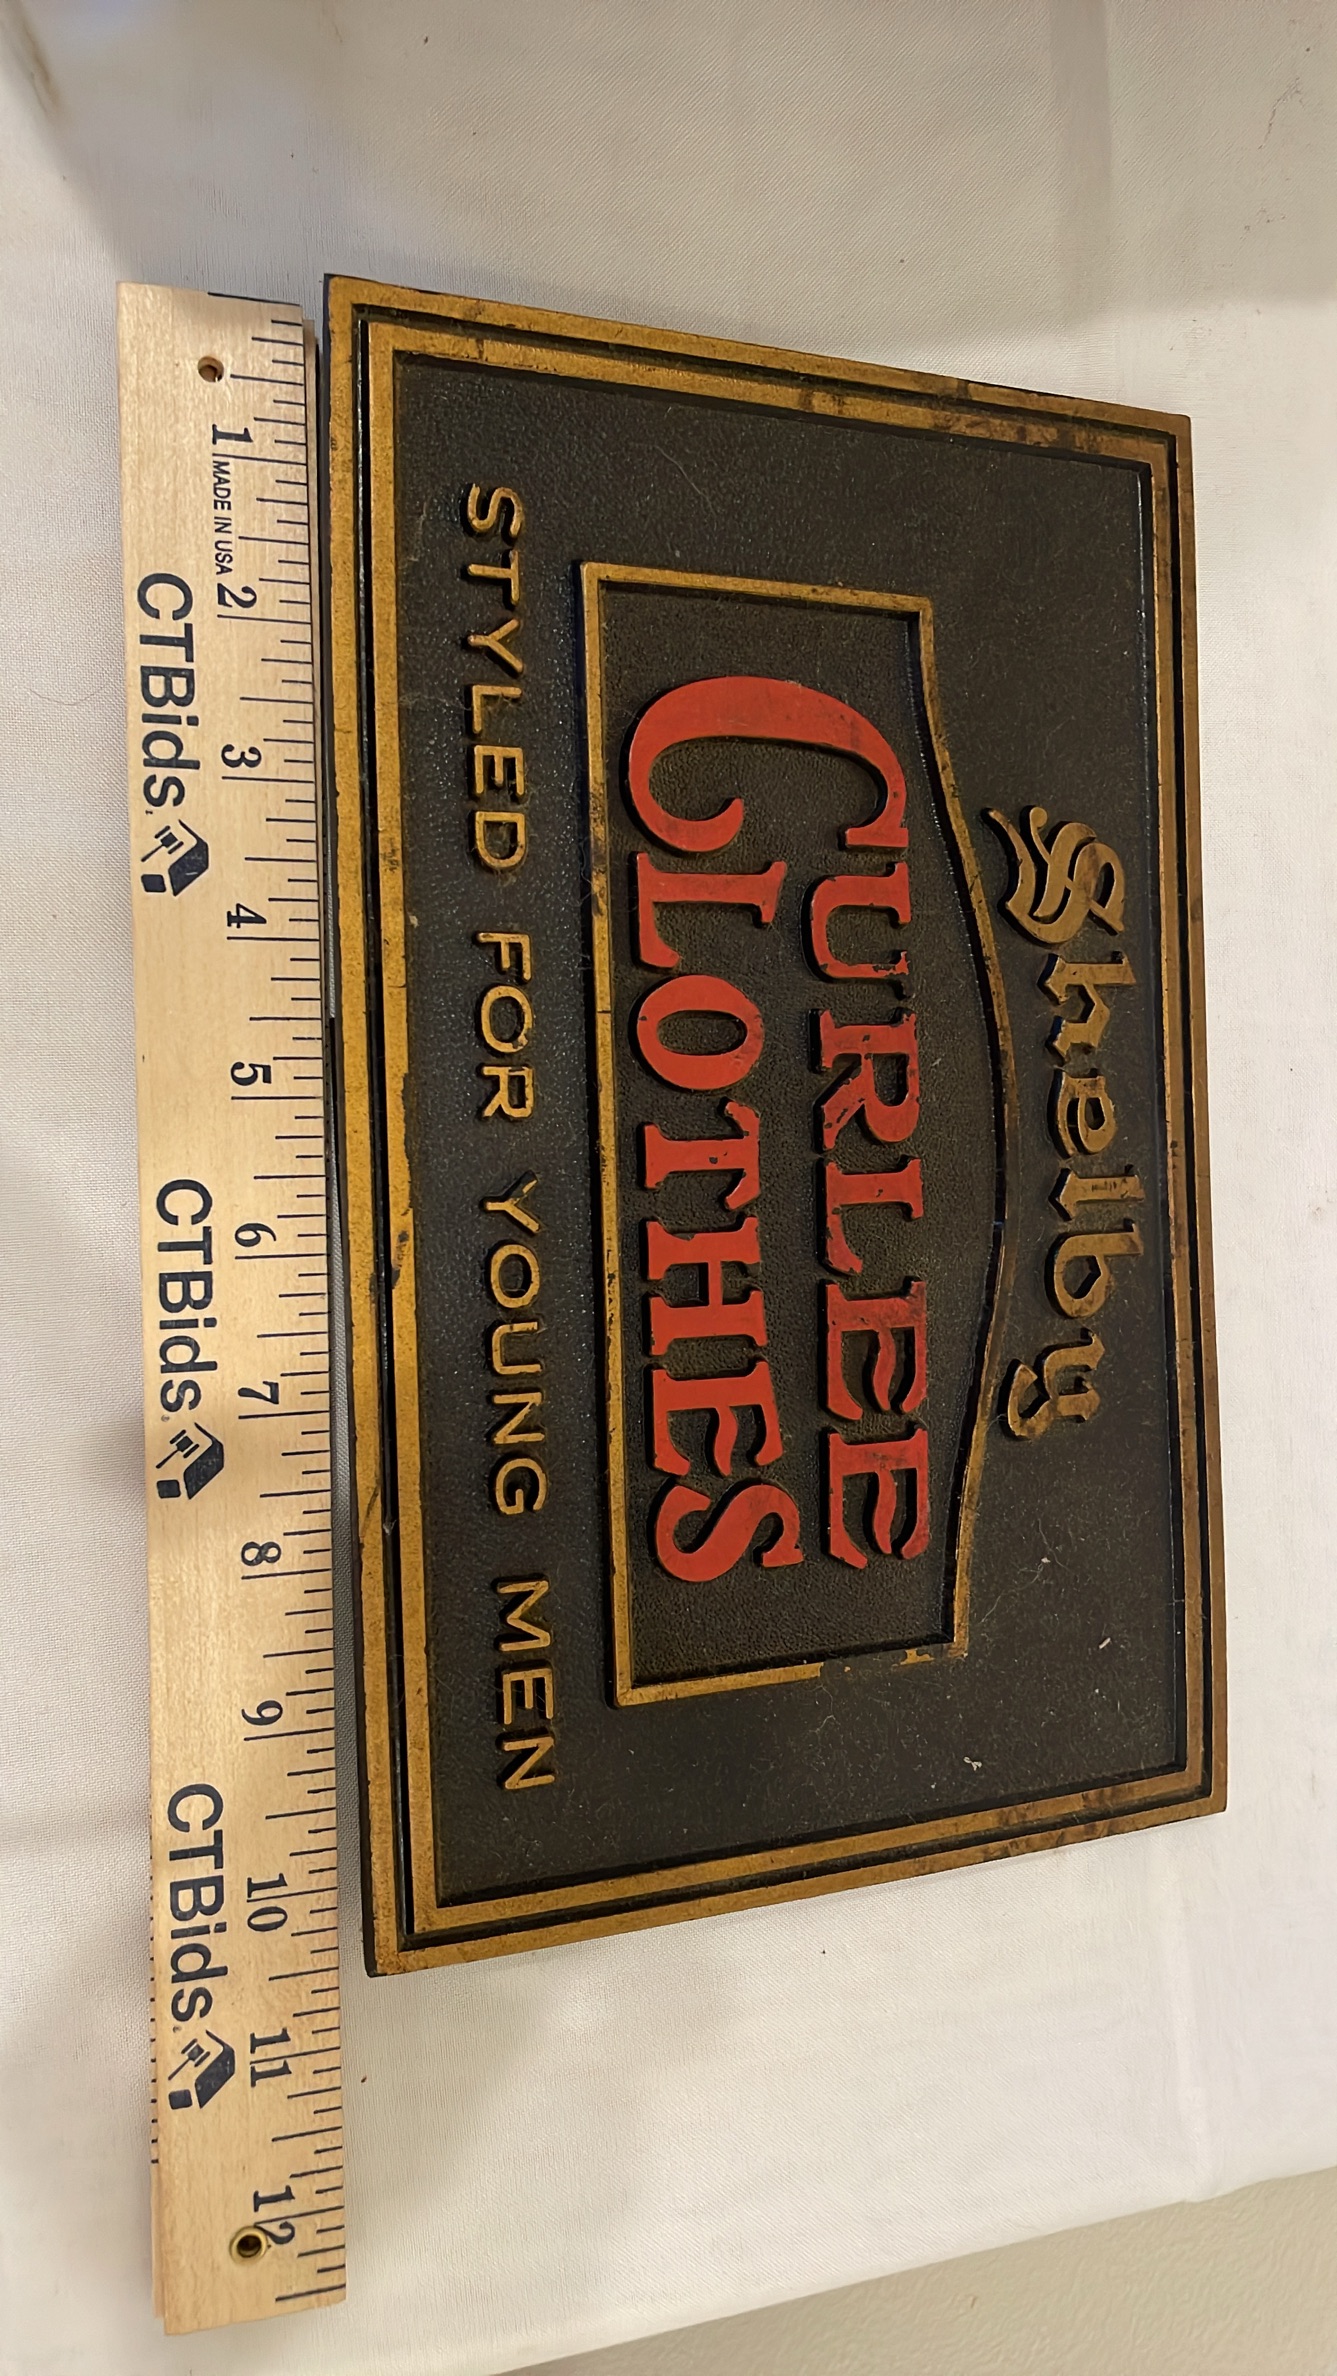 Shelby
CURLEE
CLOTHES
STYLED FOR YOUNG MEN
1 2 3 4 5 6 7 8 9 10 11 12
MADE IN USA
CTBids. CTBids. CTBids.